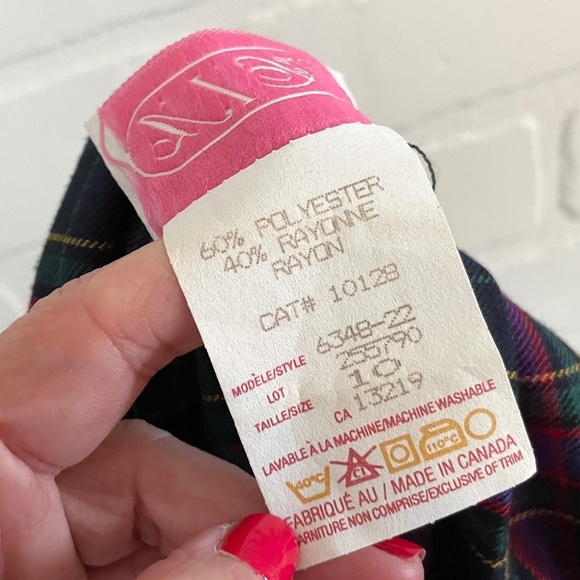 60% POLYESTER
40% RAYONNE
RAYON
CAT# 10128
MODÈLE/STYLE 6348-22
LOT 255790
TAILLE/SIZE 10
CA 13219
LAVABLE À LA MACHINE/MACHINE WASHABLE
40°C CL 110°C
FABRIQUÉ AU / MADE IN CANADA
GARNITURE NON COMPRISE/EXCLUSIVE OF TRIM